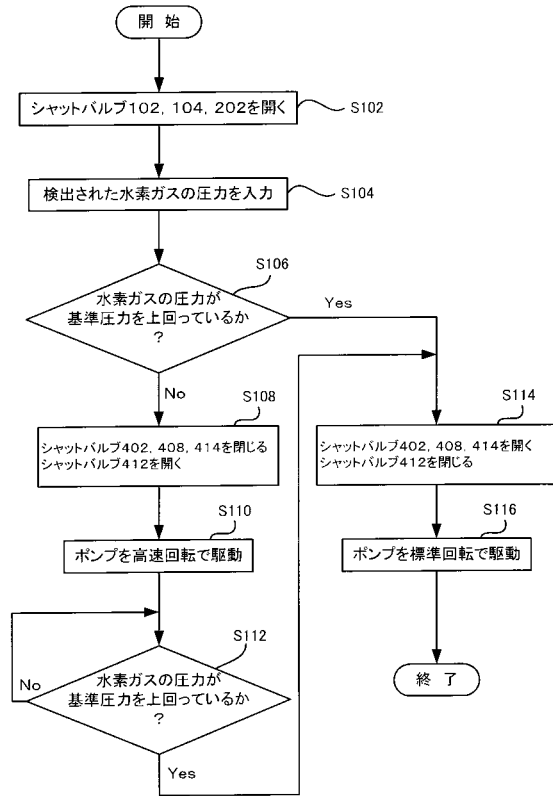 開 始
シャットバルブ102, 104, 202を開く
S102
検出された水素ガスの圧力を入力
S104
S106
水素ガスの圧力が
基準圧力を上回っているか
?
Yes
No
S108
シャットバルブ402, 408, 414を閉じる
シャットバルブ412を開く
S114
シャットバルブ402, 408, 414を開く
シャットバルブ412を閉じる
S110
ポンプを高速回転で駆動
S116
ポンプを標準回転で駆動
S112
水素ガスの圧力が
基準圧力を上回っているか
?
No
Yes
終 了